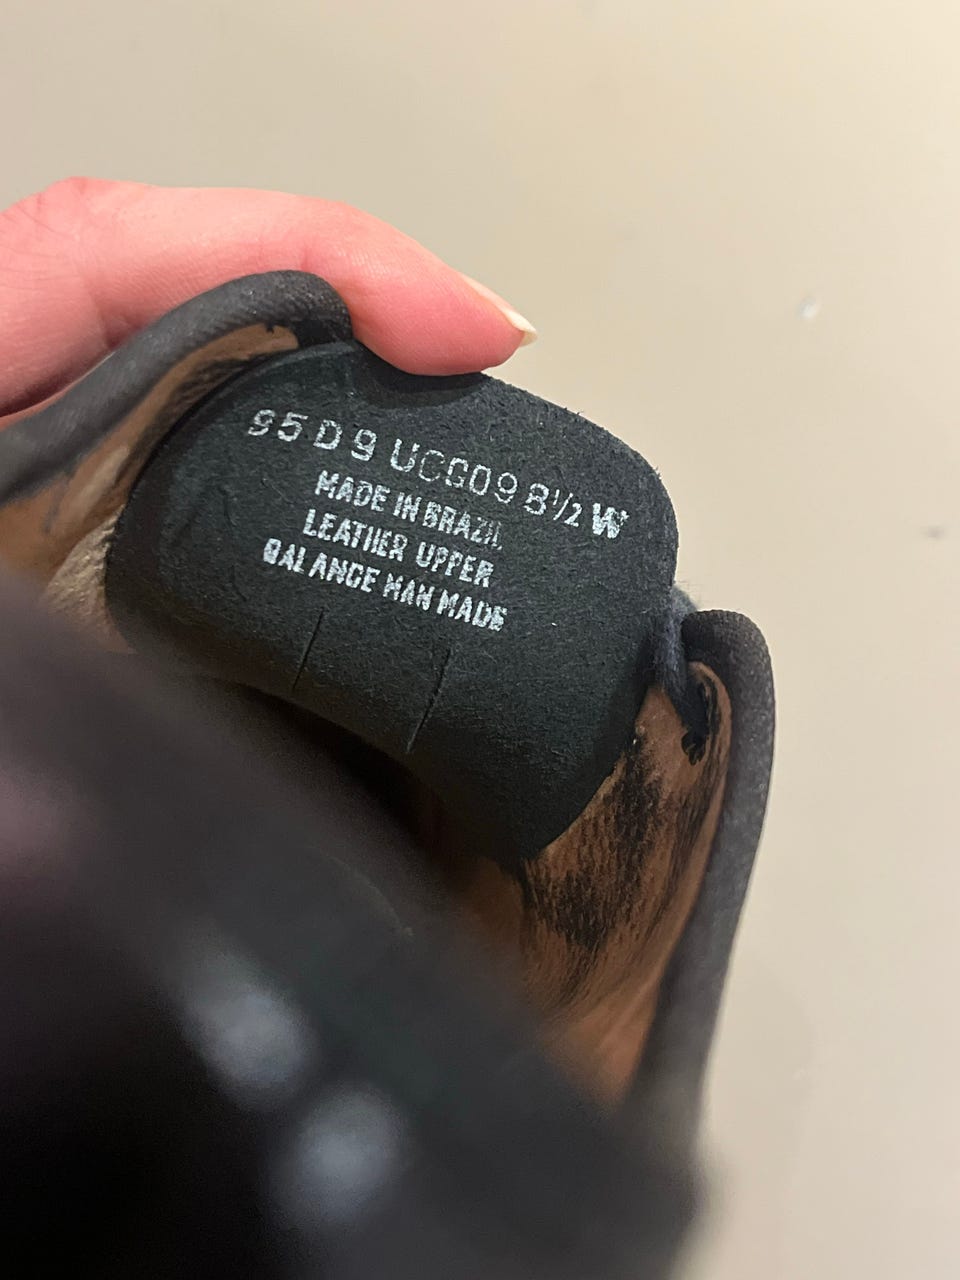 95 D 9 UCG09 8½ W
MADE IN BRAZIL
LEATHER UPPER
BALANCE MAN MADE